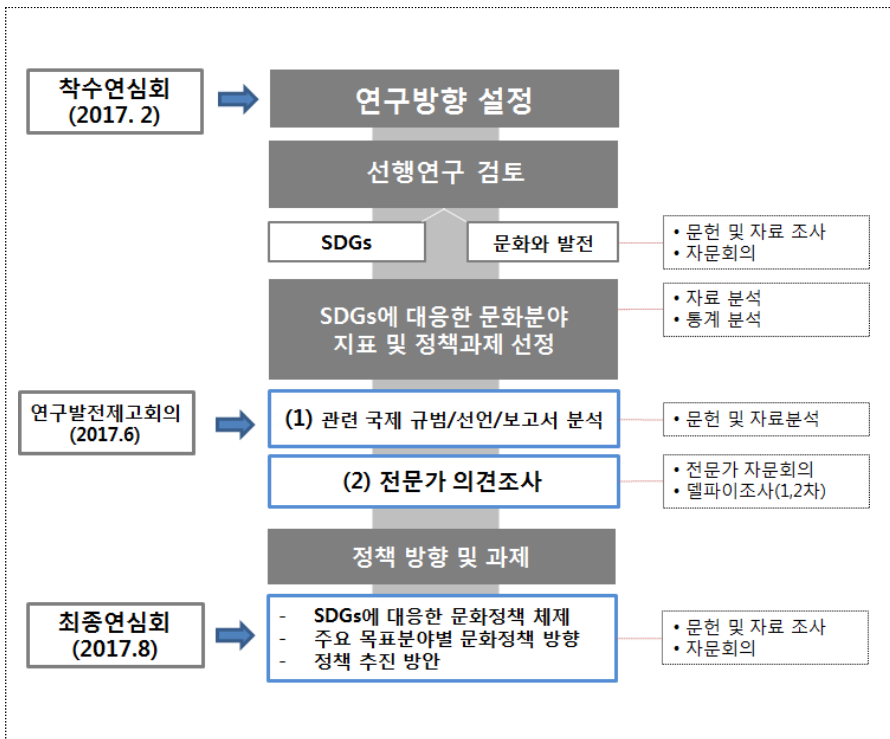 착수연심회
(2017. 2)
연구방향 설정
선행연구 검토
SDGs
문화와 발전
• 문헌 및 자료 조사
• 자문회의
SDGs에 대응한 문화분야
지표 및 정책과제 선정
• 자료 분석
• 통계 분석
연구발전제고회의
(2017.6)
(1) 관련 국제 규범/선언/보고서 분석
• 문헌 및 자료분석
(2) 전문가 의견조사
• 전문가 자문회의
• 델파이조사(1,2차)
정책 방향 및 과제
최종연심회
(2017.8)
- SDGs에 대응한 문화정책 체제
- 주요 목표분야별 문화정책 방향
- 정책 추진 방안
• 문헌 및 자료 조사
• 자문회의